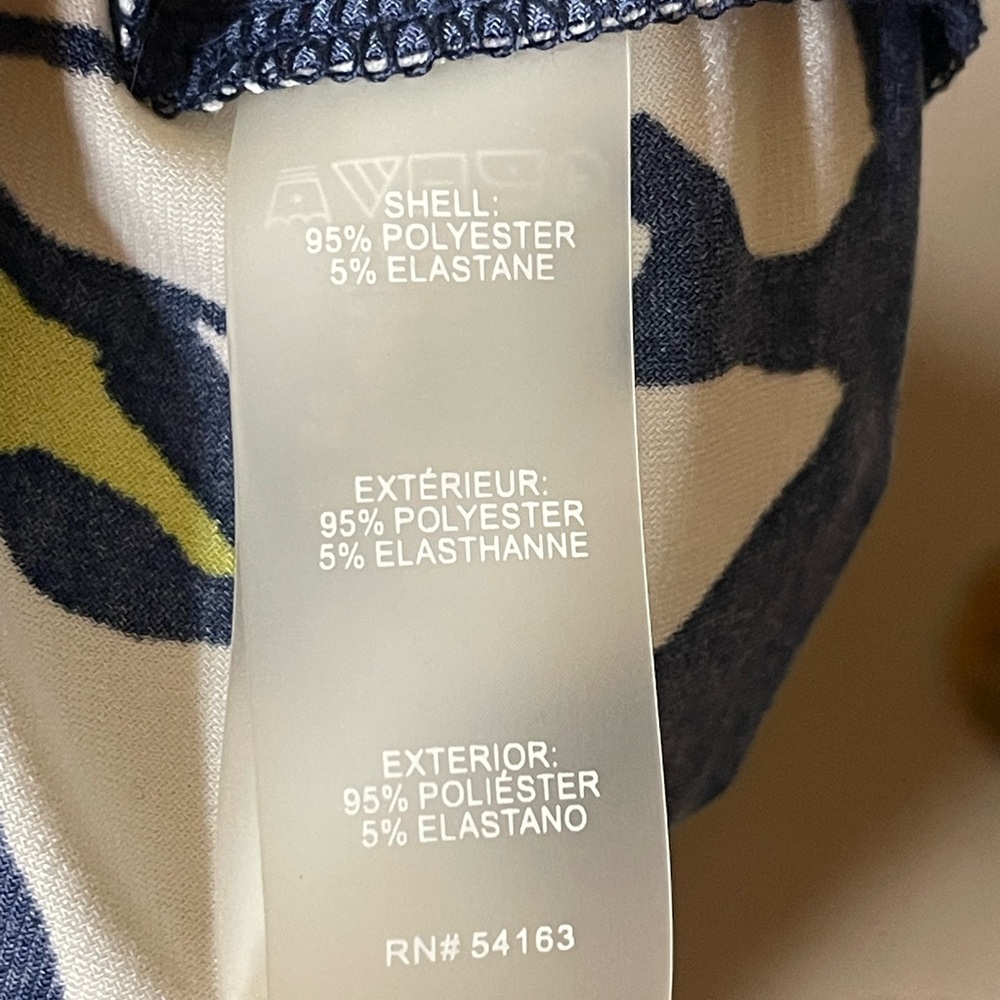 SHELL:
95% POLYESTER
5% ELASTANE
EXTÉRIEUR:
95% POLYESTER
5% ELASTHANNE
EXTERIOR:
95% POLIÉSTER
5% ELASTANO
RN# 54163